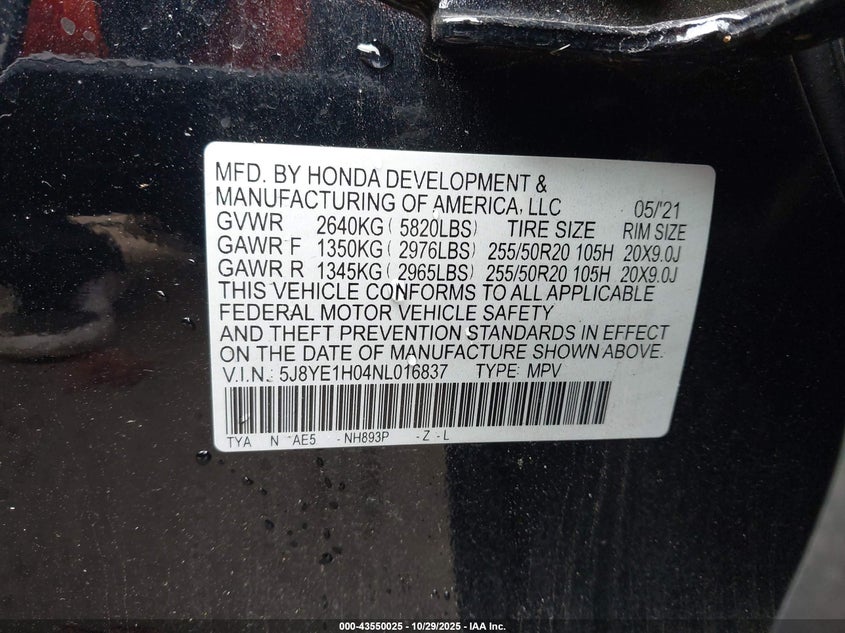 MFD. BY HONDA DEVELOPMENT &
MANUFACTURING OF AMERICA, LLC 05/'21
GVWR 2640KG ( 5820LBS) TIRE SIZE RIM SIZE
GAWR F 1350KG ( 2976LBS) 255/50R20 105H 20X9.0J
GAWR R 1345KG ( 2965LBS) 255/50R20 105H 20X9.0J
THIS VEHICLE CONFORMS TO ALL APPLICABLE
FEDERAL MOTOR VEHICLE SAFETY
AND THEFT PREVENTION STANDARDS IN EFFECT
ON THE DATE OF MANUFACTURE SHOWN ABOVE.
V.I.N.: 5J8YE1H04NL016837 TYPE: MPV
TYA N AE5 - NH893P - Z - L
000-43550025 - 10/29/2025 - IAA Inc.